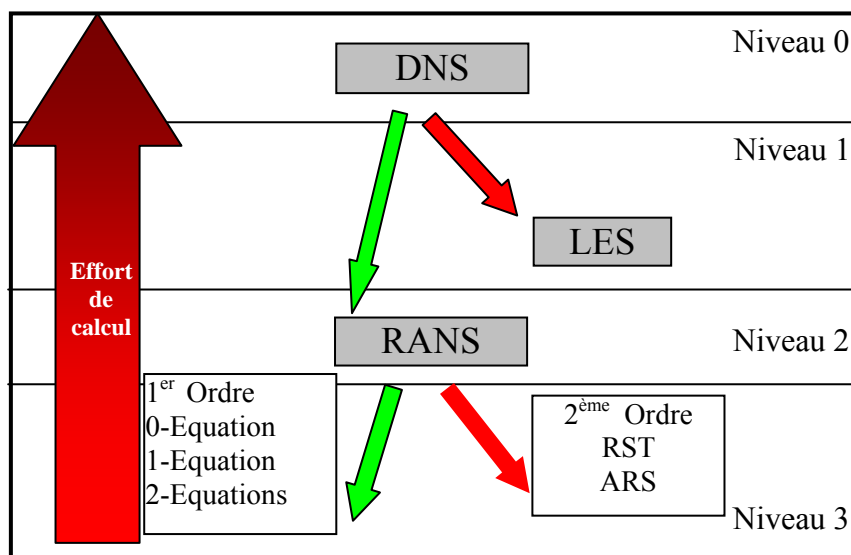 Niveau 0
DNS
Niveau 1
LES
Effort
de
calcul
RANS
Niveau 2
1er Ordre
0-Equation
1-Equation
2-Equations
2ème Ordre
RST
ARS
Niveau 3